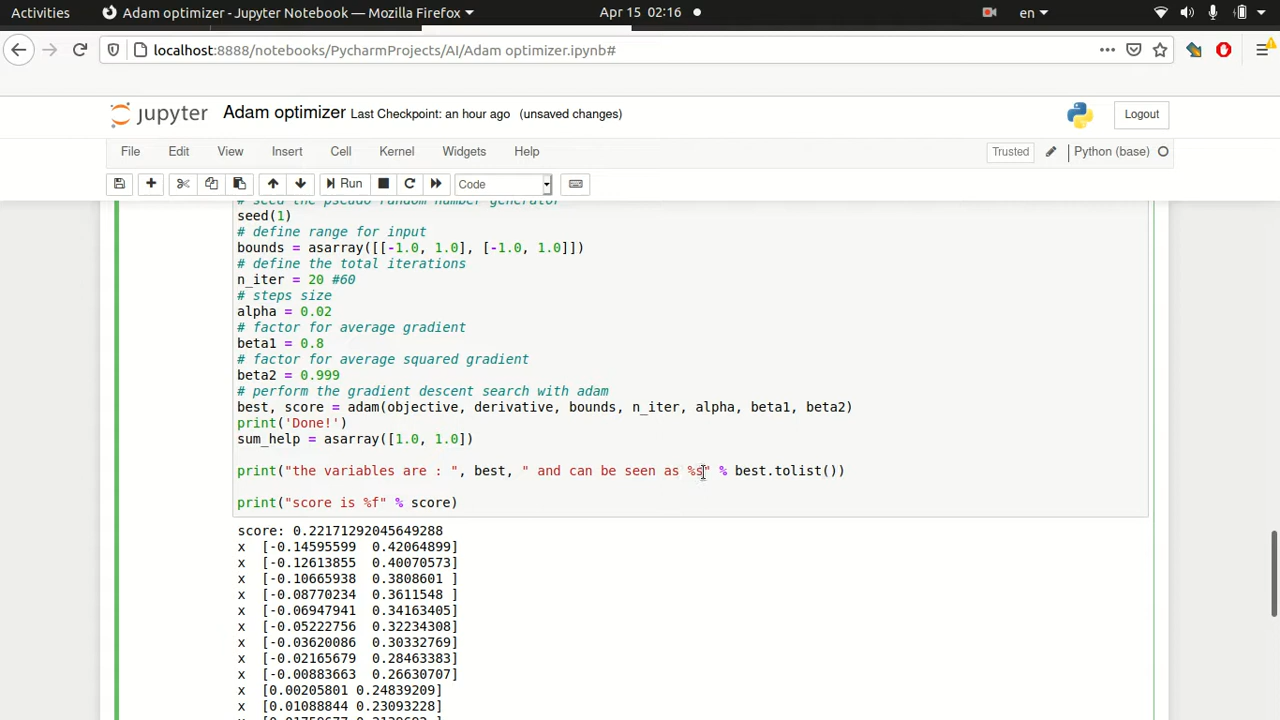 Activities
Adam optimizer - Jupyter Notebook — Mozilla Firefox
Apr 15 02:16
en
localhost:8888/notebooks/PycharmProjects/AI/Adam optimizer.ipynb#
jupyter Adam optimizer Last Checkpoint: an hour ago (unsaved changes)
Logout
File Edit View Insert Cell Kernel Widgets Help
Trusted Python (base)
Run Code
# seed the pseudo random number generator
seed(1)
# define range for input
bounds = asarray([[-1.0, 1.0], [-1.0, 1.0]])
# define the total iterations
n_iter = 20 #60
# steps size
alpha = 0.02
# factor for average gradient
beta1 = 0.8
# factor for average squared gradient
beta2 = 0.999
# perform the gradient descent search with adam
best, score = adam(objective, derivative, bounds, n_iter, alpha, beta1, beta2)
print('Done!')
sum_help = asarray([1.0, 1.0])
print("the variables are : ", best, " and can be seen as %s" % best.tolist())
print("score is %f" % score)
score: 0.22171292045649288
x [-0.14595599 0.42064899]
x [-0.12613855 0.40070573]
x [-0.10665938 0.3808601 ]
x [-0.08770234 0.3611548 ]
x [-0.06947941 0.34163405]
x [-0.05222756 0.32234308]
x [-0.03620086 0.30332769]
x [-0.02165679 0.28463383]
x [-0.00883663 0.26630707]
x [0.00205801 0.24839209]
x [0.01088844 0.23093228]